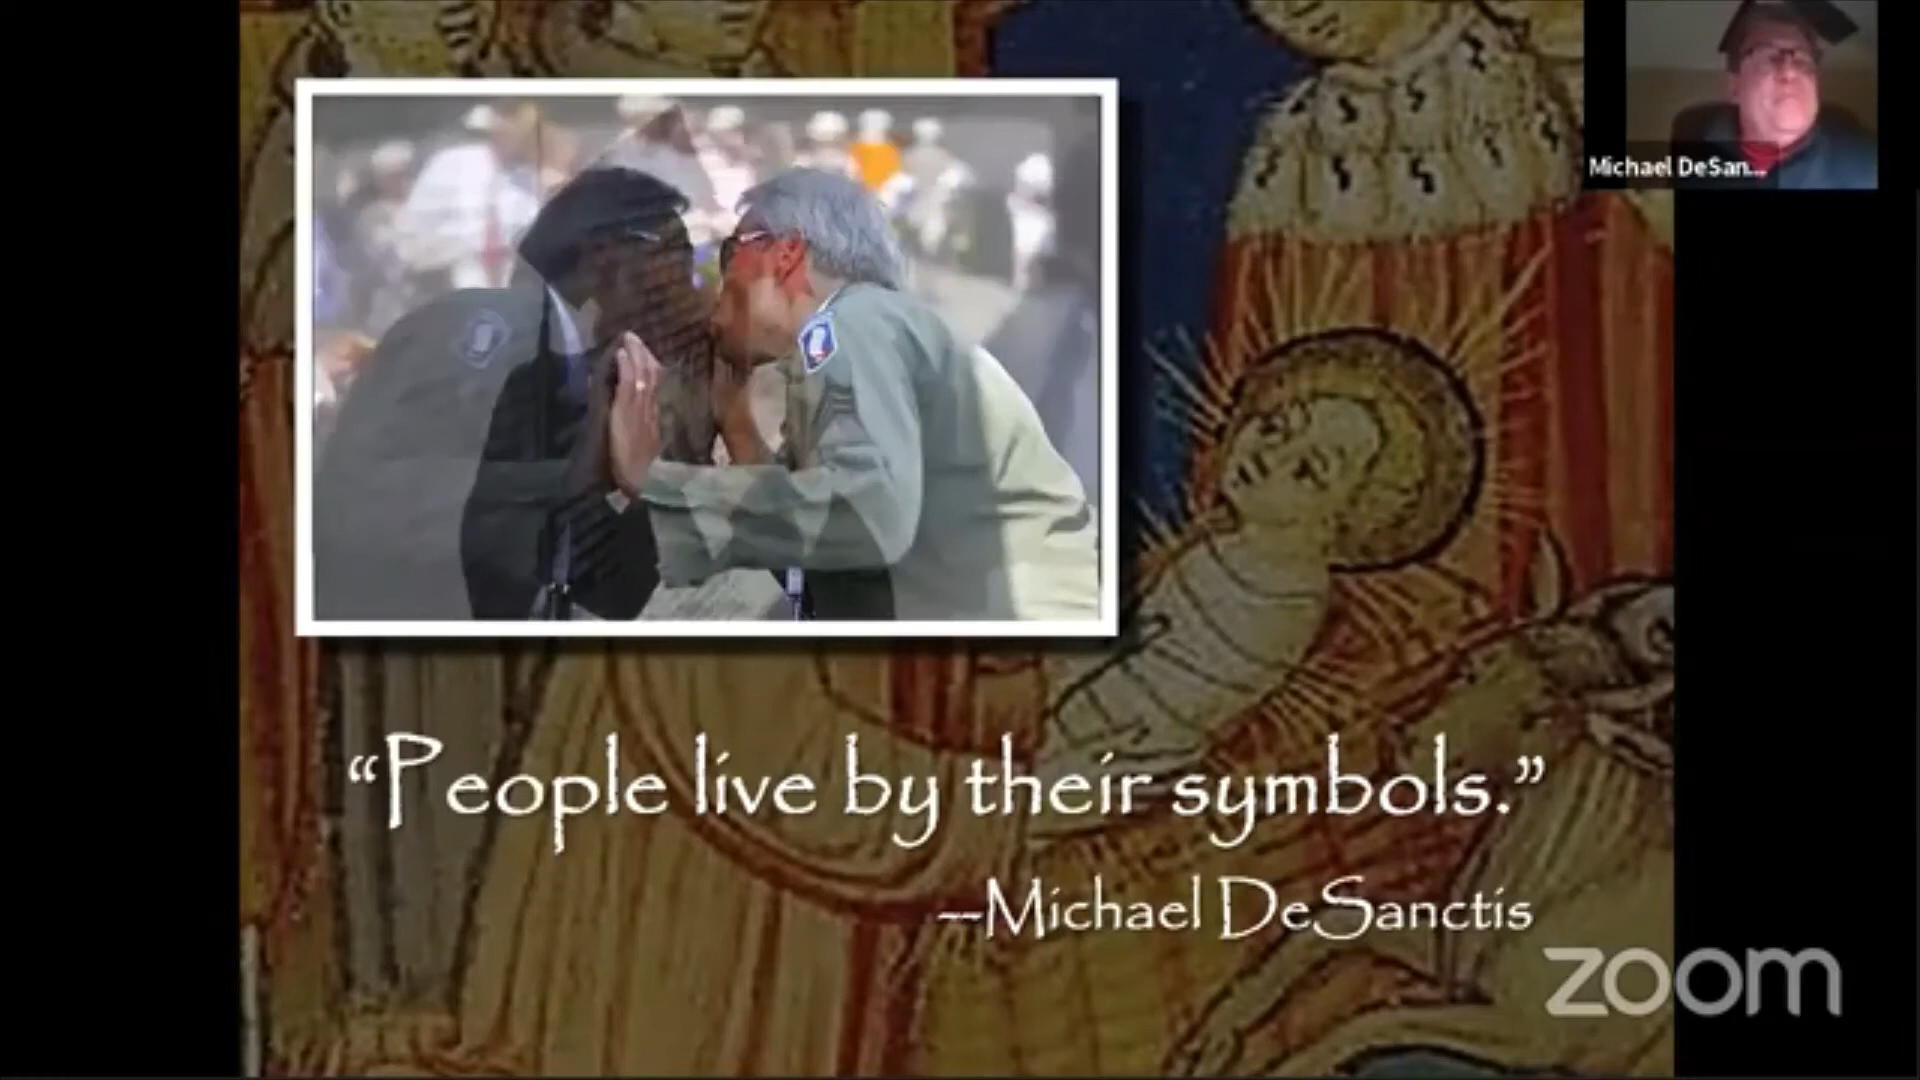 Michael DeSan...
“People live by their symbols.”
--Michael DeSanctis
zoom